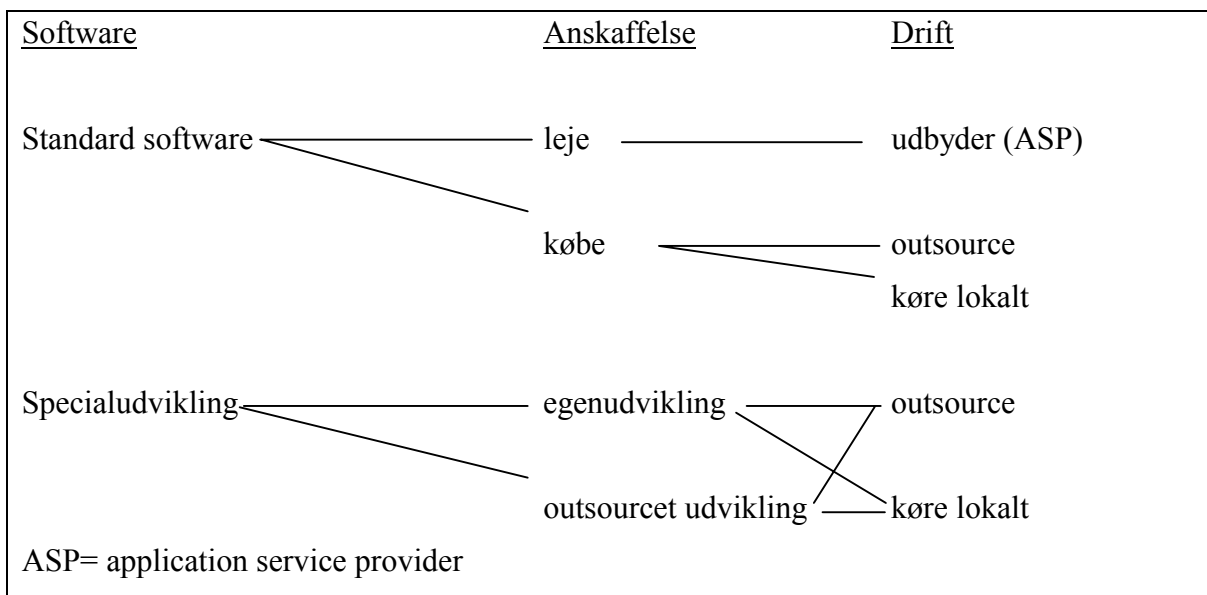 Software Anskaffelse Drift
Standard software leje udbyder (ASP)
købe outsource
køre lokalt
Specialudvikling egenudvikling outsource
outsourcet udvikling køre lokalt
ASP= application service provider